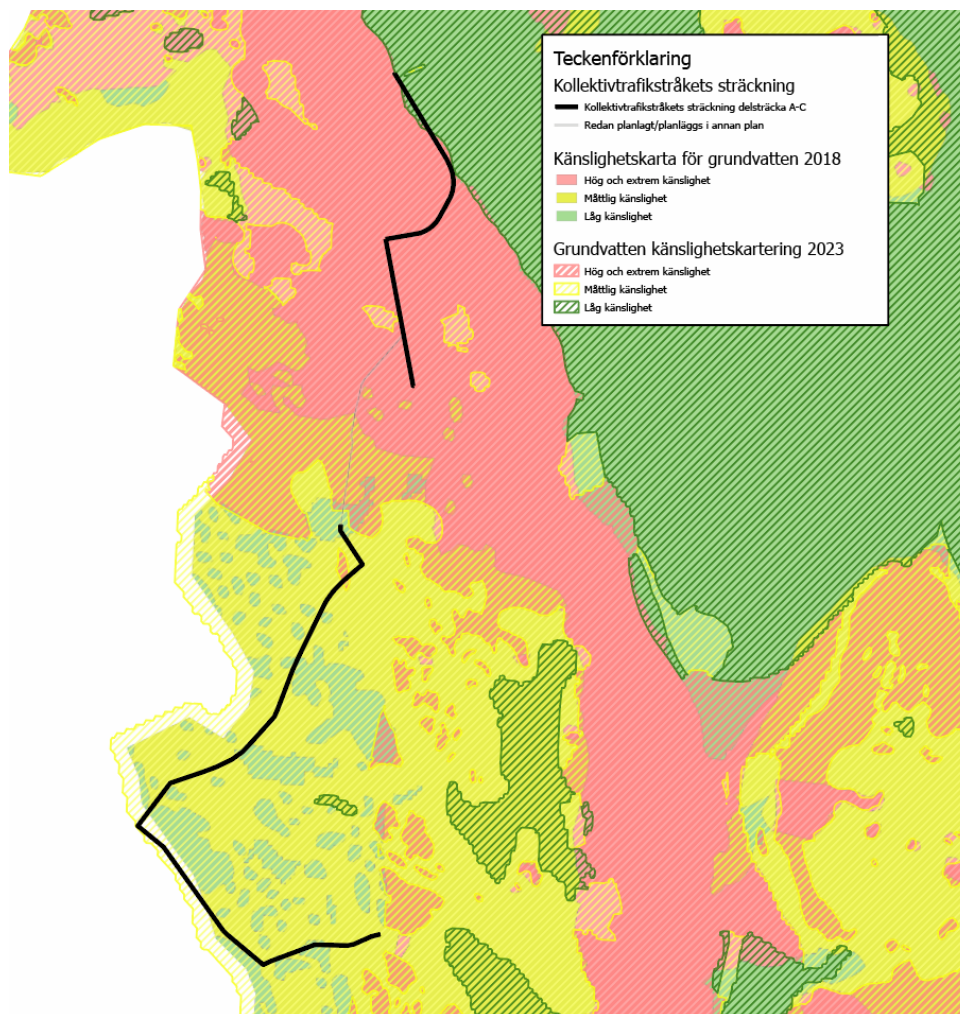 Teckenförklaring
Kollektivtrafikstråkets sträckning
Kollektivtrafikstråkets sträckning delsträcka A-C
Redan planlagt/planläggs i annan plan
Känslighetskarta för grundvatten 2018
Hög och extrem känslighet
Måttlig känslighet
Låg känslighet
Grundvatten känslighetskartering 2023
Hög och extrem känslighet
Måttlig känslighet
Låg känslighet